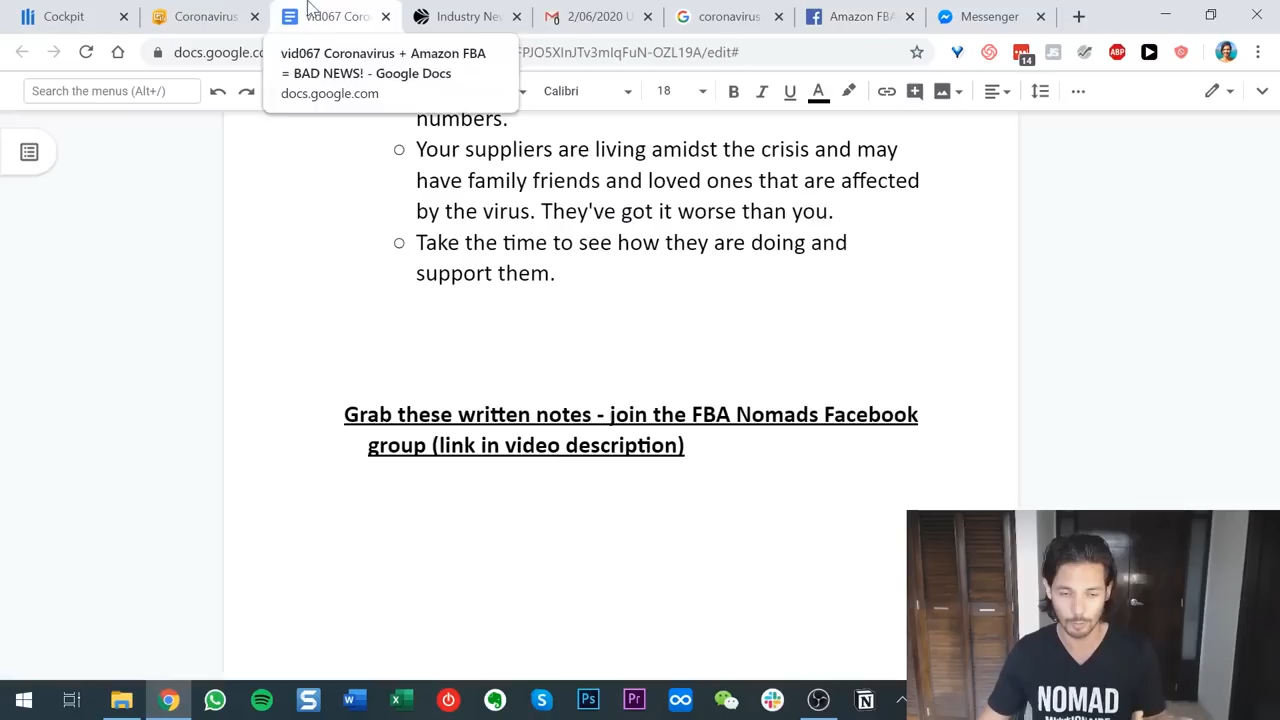 Cockpit
Coronavirus
vid067 Coro
Industry Ne
2/06/2020 U
coronavirus
Amazon FBA
Messenger
docs.google.co
FPJO5XInJTv3mIqFuN-OZL19A/edit#
14
ABP
vid067 Coronavirus + Amazon FBA
= BAD NEWS! - Google Docs
docs.google.com
Search the menus (Alt+/)
Calibri
18
B I U A
numbers.
○ Your suppliers are living amidst the crisis and may
have family friends and loved ones that are affected
by the virus. They've got it worse than you.
○ Take the time to see how they are doing and
support them.
Grab these written notes - join the FBA Nomads Facebook
group (link in video description)
NOMAD